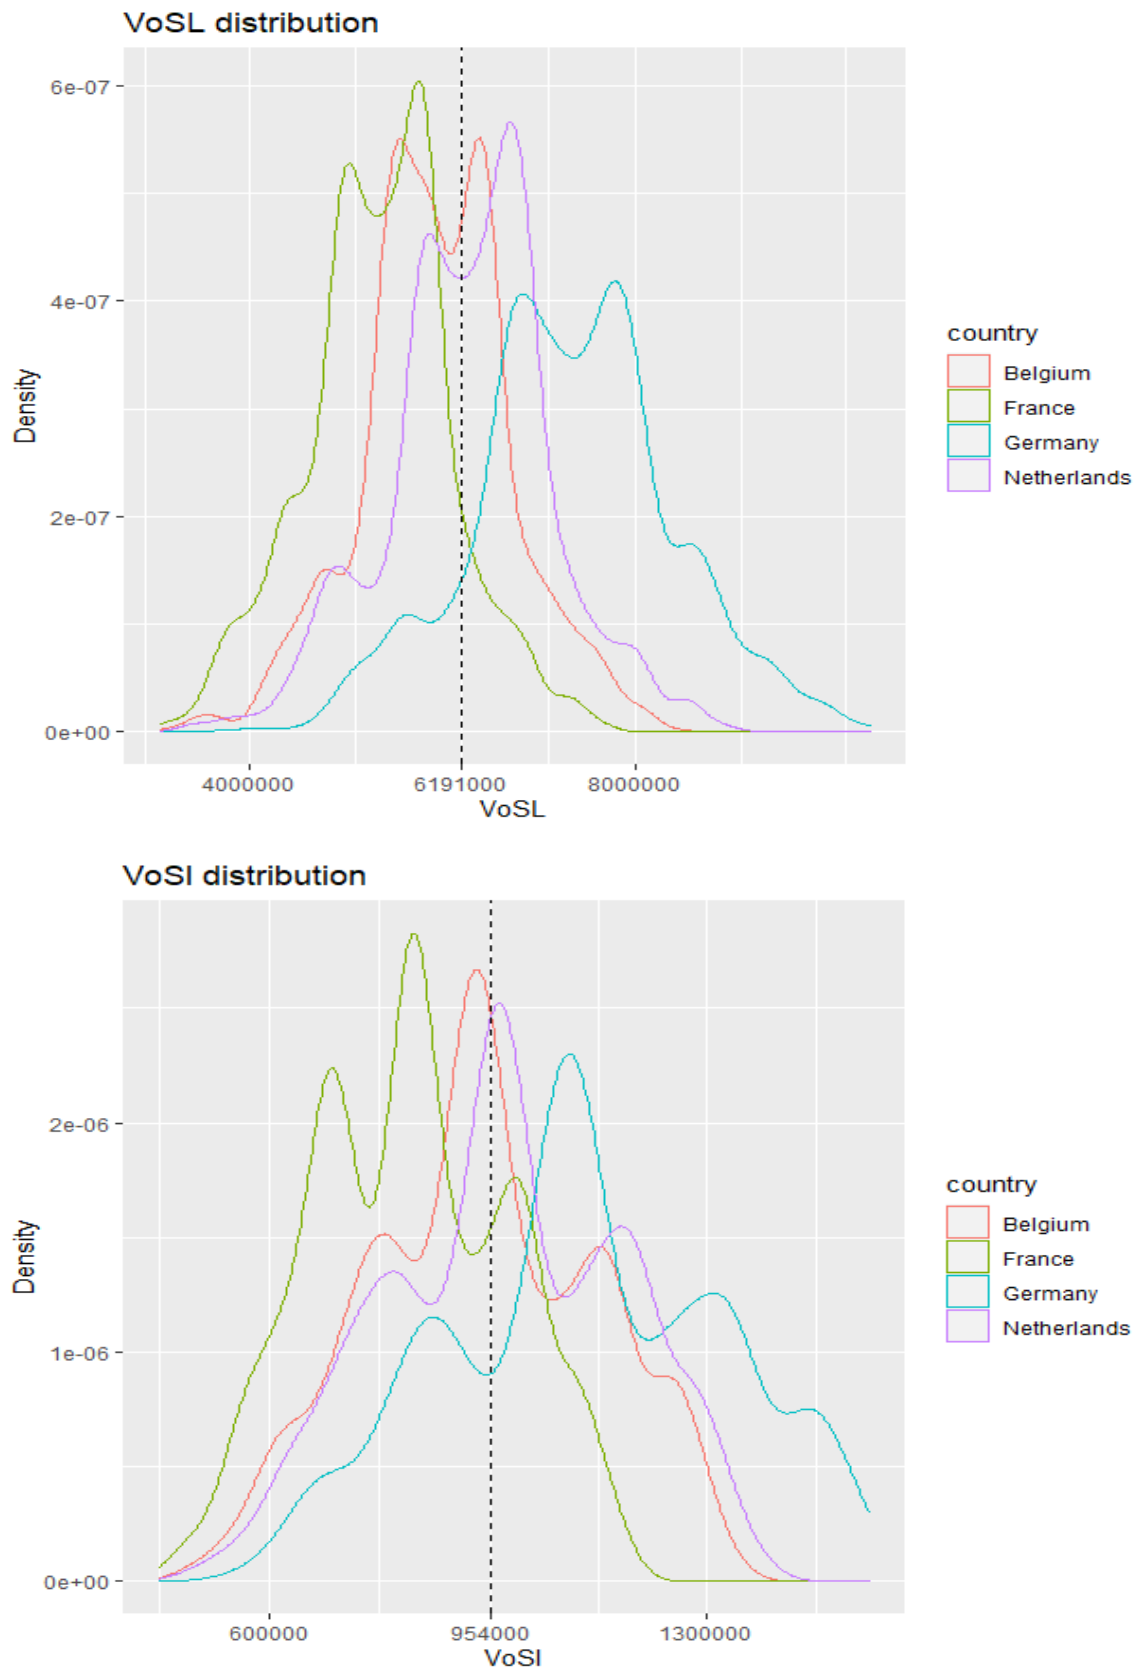 VoSL distribution
6e-07
4e-07
2e-07
0e+00
Density
4000000 6191000 8000000
VoSL
country
Belgium
France
Germany
Netherlands
VoSI distribution
2e-06
1e-06
0e+00
Density
600000 954000 1300000
VoSI
country
Belgium
France
Germany
Netherlands